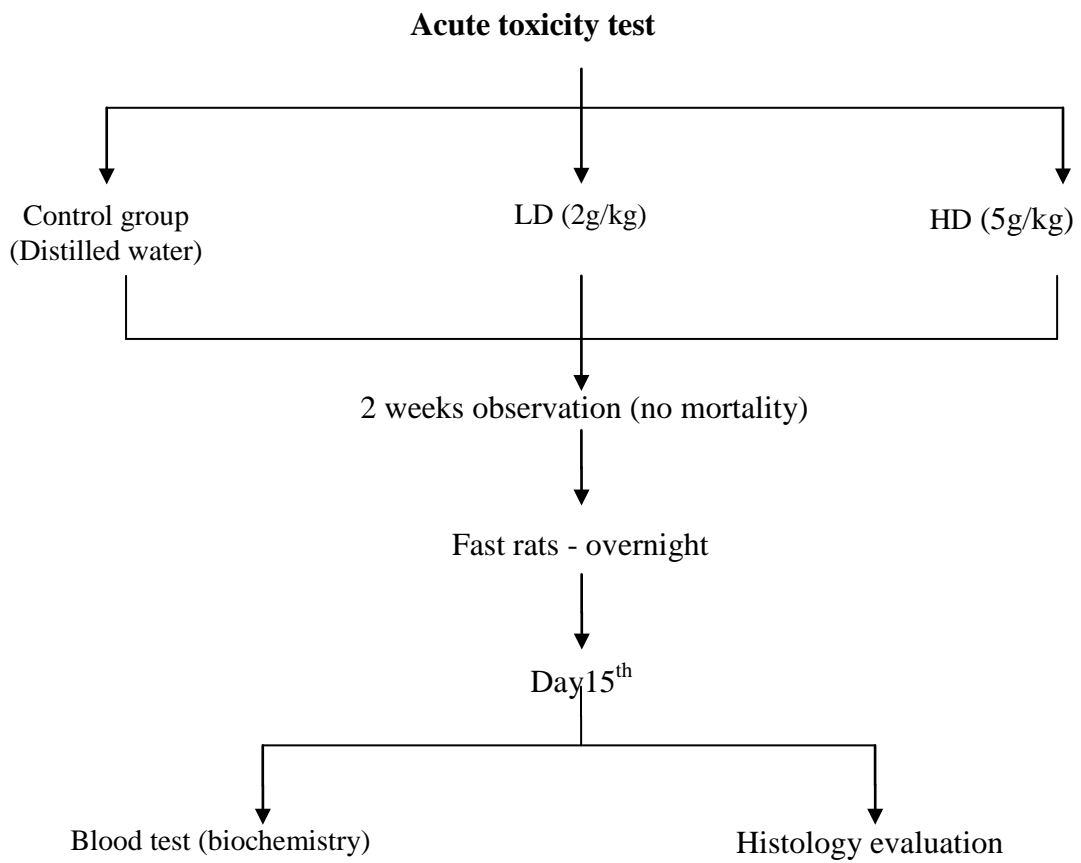 Acute toxicity test
Control group
(Distilled water)
LD (2g/kg)
HD (5g/kg)
2 weeks observation (no mortality)
Fast rats - overnight
Day15th
Blood test (biochemistry)
Histology evaluation